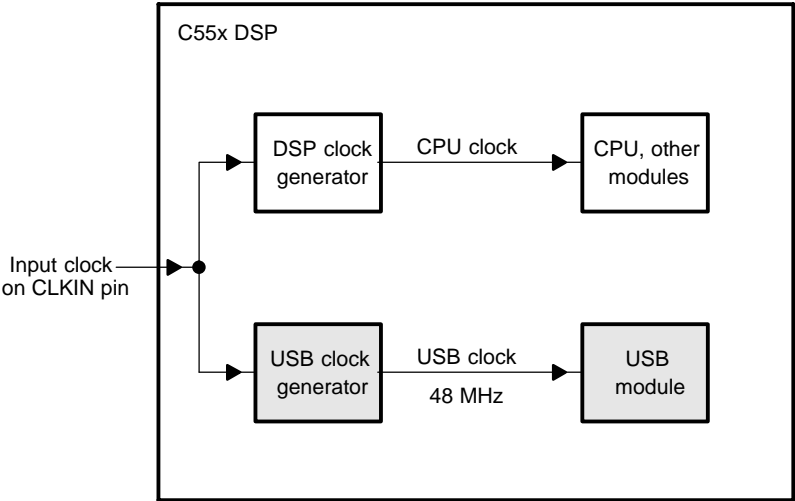 C55x DSP
DSP clock
generator
CPU clock
CPU, other
modules
Input clock
on CLKIN pin
USB clock
generator
USB clock
48 MHz
USB
module